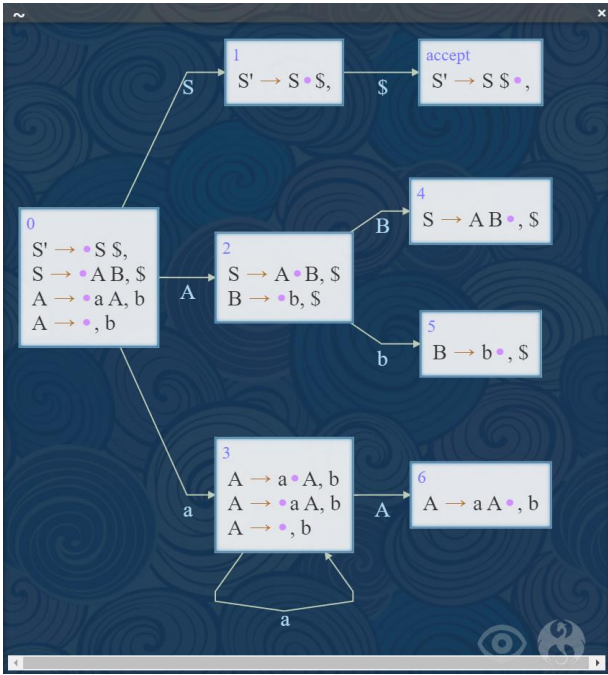 ~ ×
1
S' → S • $,
S
$
accept
S' → S $ • ,
0
S' → • S $,
S → • A B, $
A → • a A, b
A → • , b
A
2
S → A • B, $
B → • b, $
B
4
S → A B • , $
b
5
B → b • , $
a
3
A → a • A, b
A → • a A, b
A → • , b
A
6
A → a A • , b
a